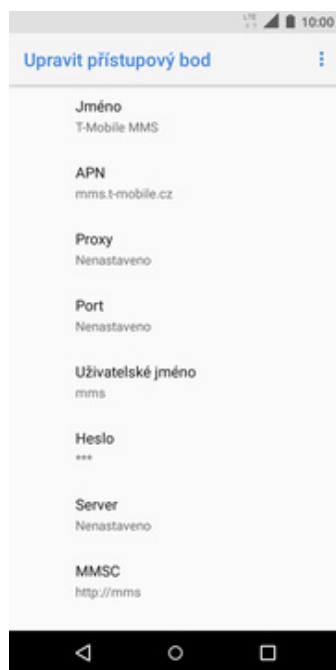 LTE 10:00
Upravit přístupový bod
Jméno
T-Mobile MMS
APN
mms.t-mobile.cz
Proxy
Nenastaveno
Port
Nenastaveno
Uživatelské jméno
mms
Heslo
***
Server
Nenastaveno
MMSC
http://mms